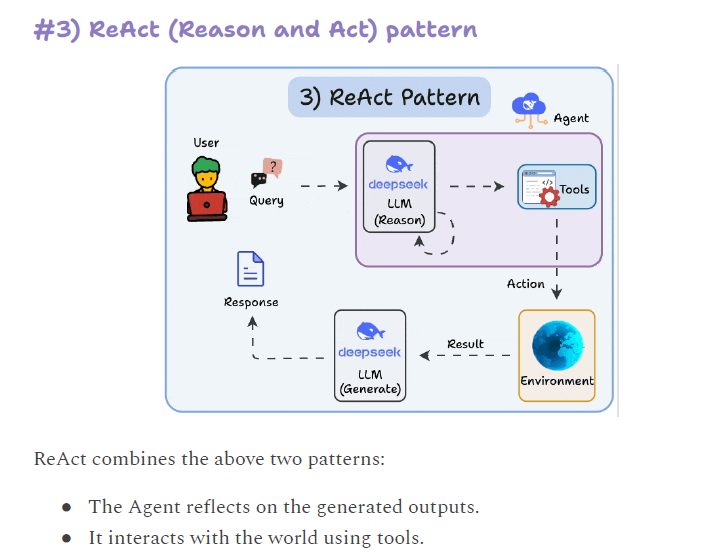 #3) ReAct (Reason and Act) pattern
3) ReAct Pattern
Agent
User
?
Query
deepseek
LLM
(Reason)
</>
Tools
Action
Response
deepseek
LLM
(Generate)
Result
Environment
ReAct combines the above two patterns:
● The Agent reflects on the generated outputs.
● It interacts with the world using tools.